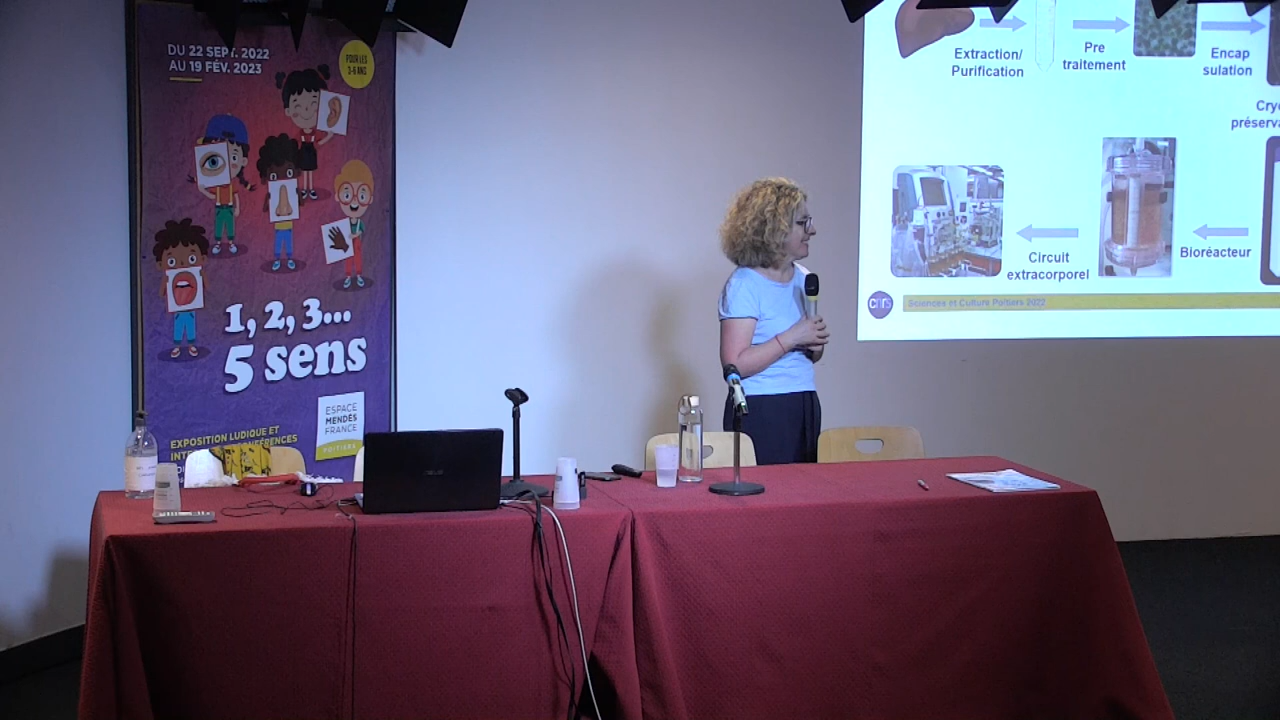 DU 22 SEPT. 2022
AU 19 FÉV. 2023
POUR LES
3-6 ANS
1, 2, 3...
5 sens
ESPACE
MENDÈS
FRANCE
POITIERS
EXPOSITION LUDIQUE ET
Extraction/
Purification
Pre
traitement
Encap
sulation
Circuit
extracorporel
Bioréacteur
cnrs
Sciences et Culture Poitiers 2022